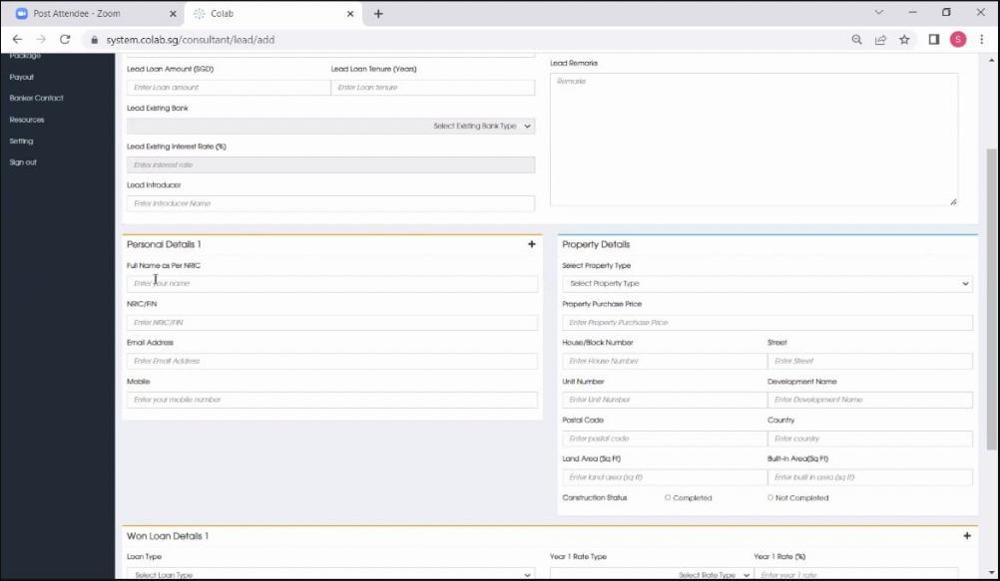 Post Attendee - Zoom
Colab
system.colab.sg/consultant/lead/add
S
Package
Payout
Banker Contact
Resources
Setting
Sign out
Lead Loan Amount (SGD)
Lead Loan Tenure (Years)
Enter Loan amount
Enter Loan tenure
Lead Existing Bank
Select Existing Bank Type
Lead Existing Interest Rate (%)
Enter interest rate
Lead Introducer
Enter Introducer Name
Lead Remarks
Remarks
Personal Details 1
Full Name as Per NRIC
Enter your name
NRIC/FIN
Enter NRIC/FIN
Email Address
Enter Email Address
Mobile
Enter your mobile number
Property Details
Select Property Type
Select Property Type
Property Purchase Price
Enter Property Purchase Price
House/Block Number
Street
Enter House Number
Enter Street
Unit Number
Development Name
Enter Unit Number
Enter Development Name
Postal Code
Country
Enter postal code
Enter country
Land Area (Sq Ft)
Built-In Area(Sq Ft)
Enter land area (sq ft)
Enter built in area (sq ft)
Construction Status
Completed
Not Completed
Won Loan Details 1
Loan Type
Year 1 Rate Type
Year 1 Rate (%)
Select Loan Type
Select Rate Type
Enter year 1 rate